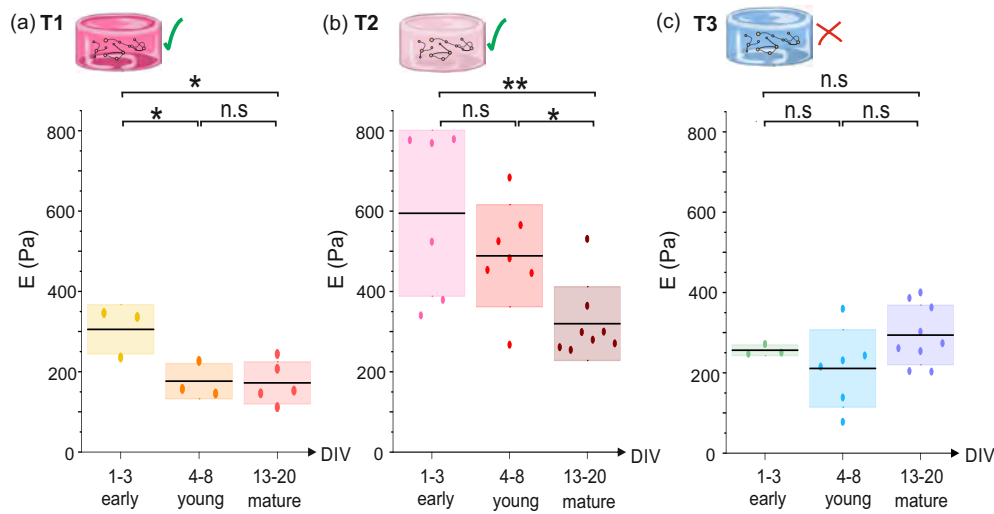 (a) T1
*
* n.s
E (Pa)
800
600
400
200
0
DIV
1-3 4-8 13-20
early young mature
(b) T2
**
n.s *
E (Pa)
800
600
400
200
0
DIV
1-3 4-8 13-20
early young mature
(c) T3
n.s
n.s n.s
E (Pa)
800
600
400
200
0
DIV
1-3 4-8 13-20
early young mature